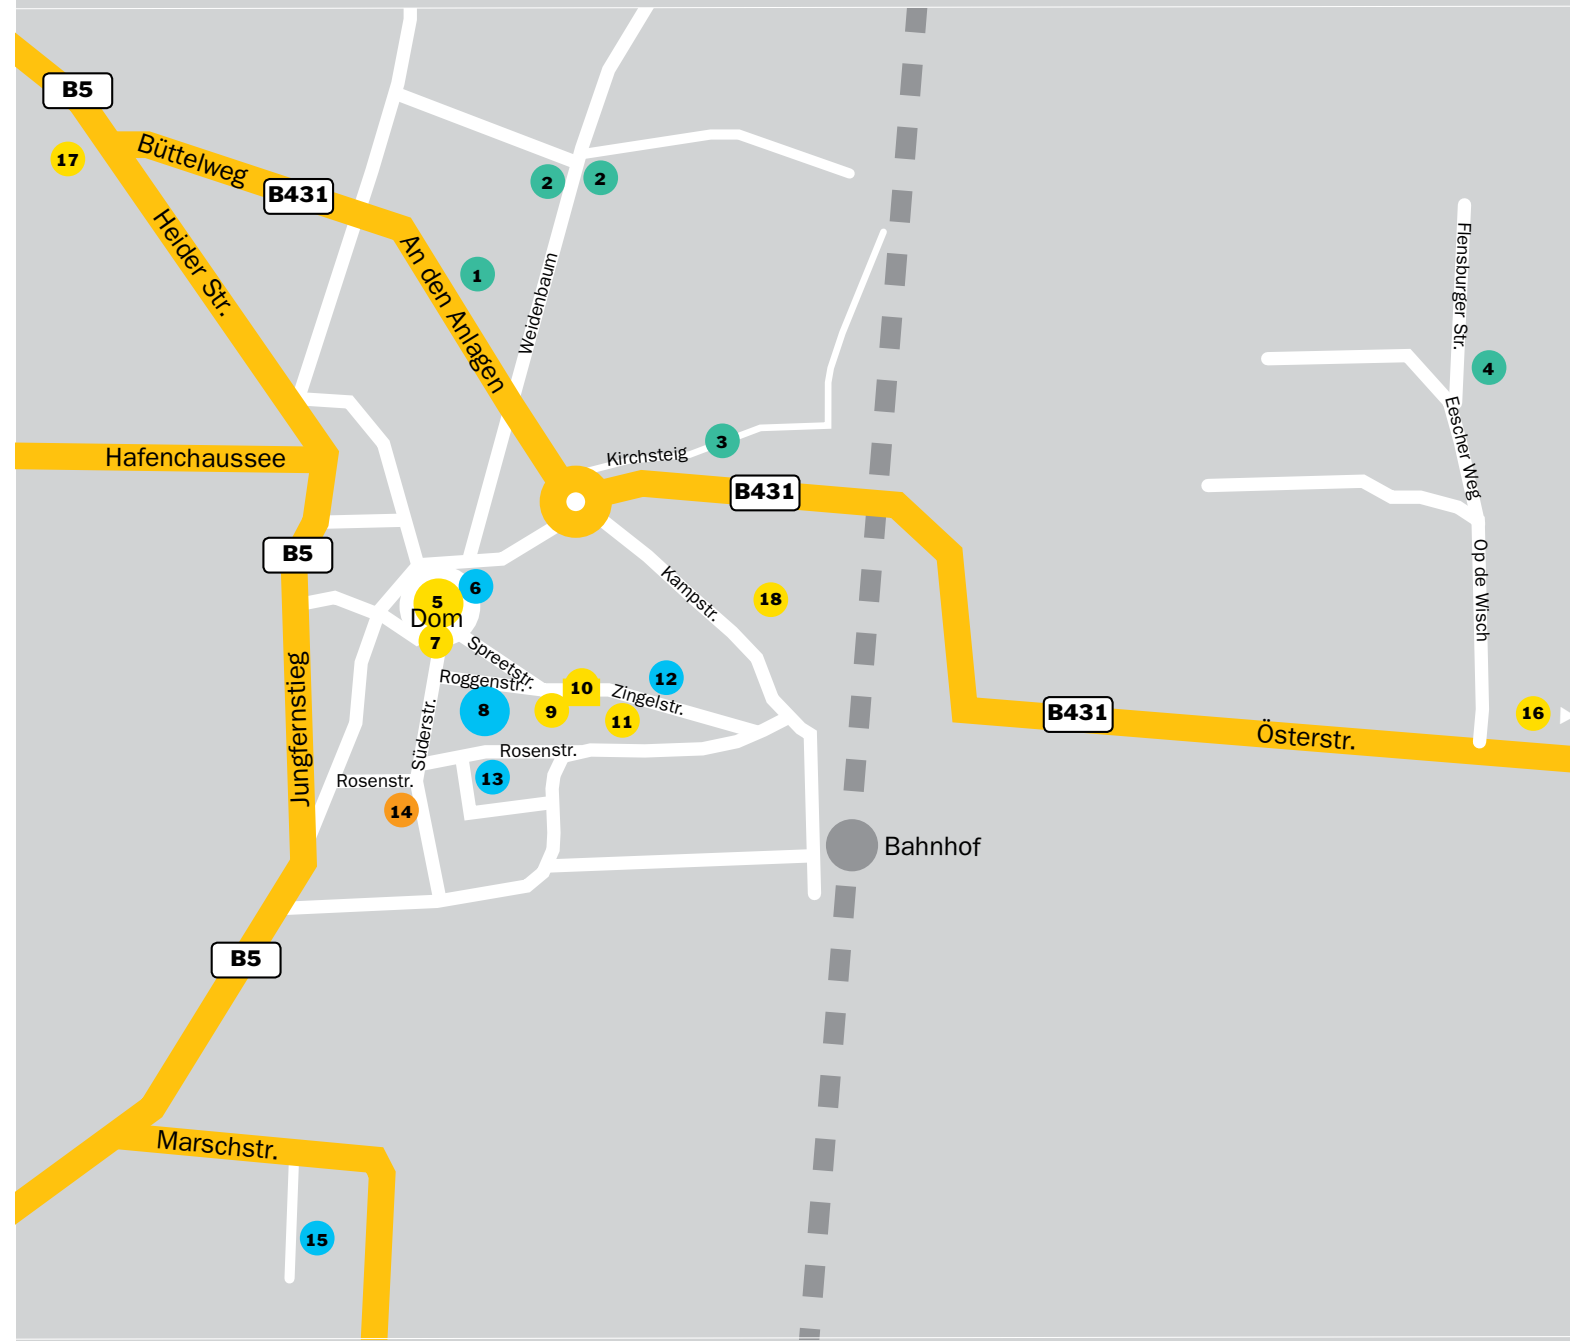 B5
17
Büttelweg
B431
2
2
Heider Str.
An den Anlagen
1
Weidenbaum
Flensburger Str.
4
Eescher Weg
Hafenchaussee
Kirchsteig
3
B431
B5
Op de Wisch
Kampstr.
18
6
5
Dom
7
Spreetstr.
Roggenstr.
10
Zingelstr.
12
8
9
11
Süderstr.
Jungfernstieg
Rosenstr.
13
Rosenstr.
14
B431
Österstr.
16
Bahnhof
B5
Marschstr.
15